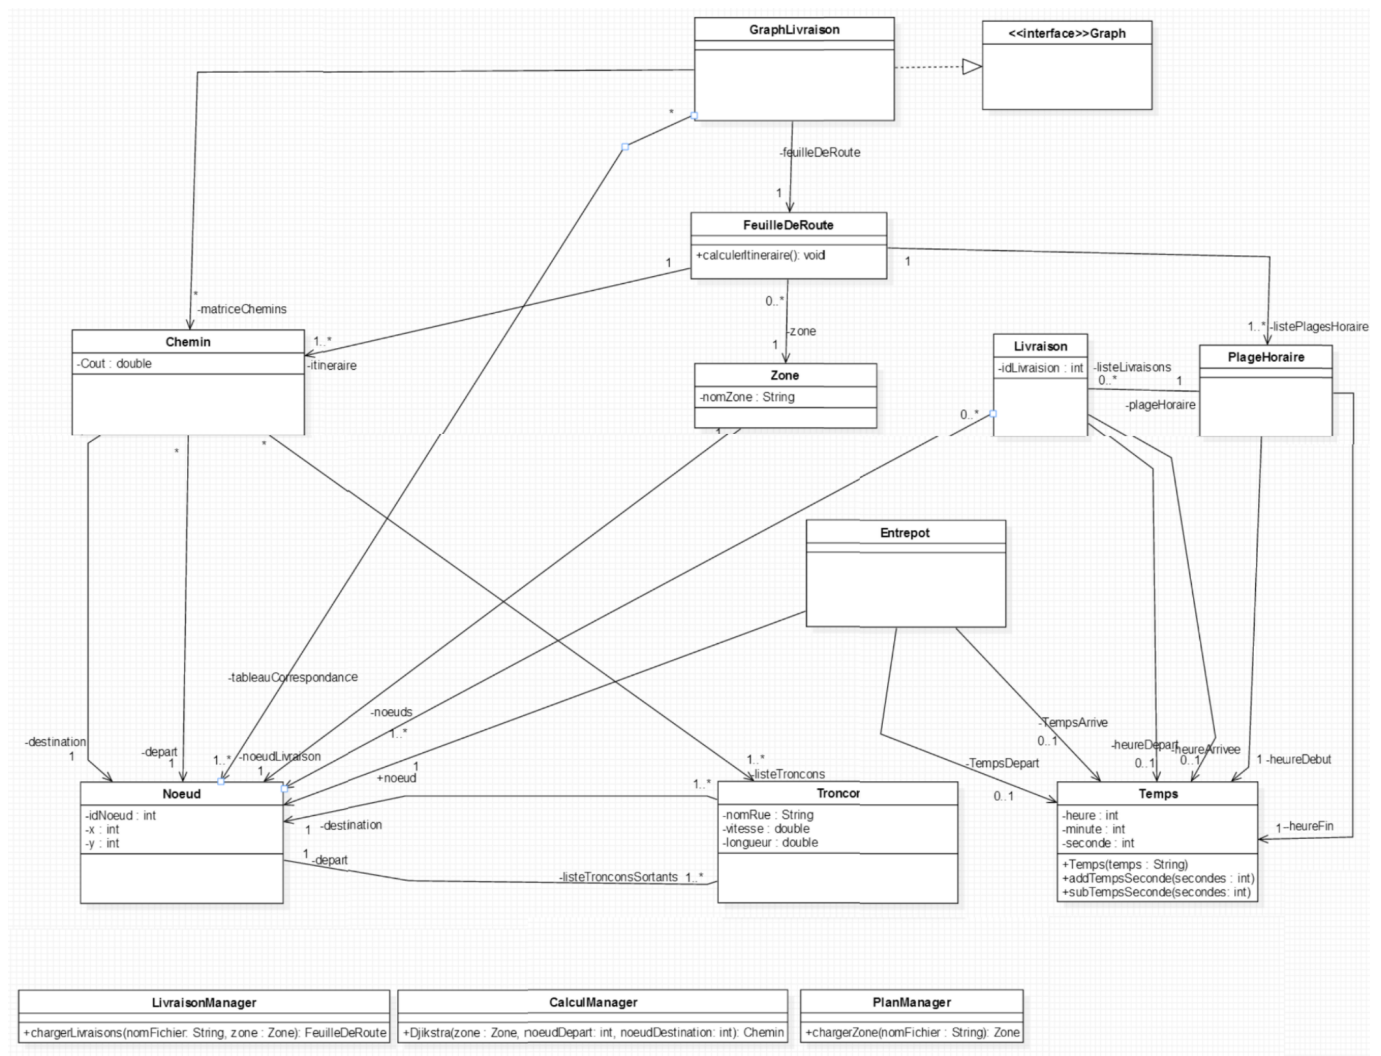 GraphLivraison
<<interface>>Graph
*
-feuilleDeRoute
1
FeuilleDeRoute
+calculerItineraire(): void
1
1
0..*
*
-matriceChemins
-zone
1
1..*
-itineraire
1..* -listePlagesHoraire
Chemin
-Cout : double
Zone
-nomZone : String
1
Livraison
-idLivraision : int
-listeLivraisons
0..*
1
-plageHoraire
PlageHoraire
0..*
*
*
Entrepot
-tableauCorrespondance
-noeuds
1..*
-destination
1
-depart
1
1..*
-noeudLivraison
1
+noeud
1
-TempsArrive
0..1
-TempsDepart
0..1
-heureDepart
0..1
-heureArrivee
0..1
1 -heureDebut
1..*
-listeTroncons
1..*
Noeud
-idNoeud : int
-x : int
-y : int
1 -destination
1 -depart
-listeTronconsSortants 1..*
Troncor
-nomRue : String
-vitesse : double
-longueur : double
Temps
-heure : int
-minute : int
-seconde : int
+Temps(temps : String)
+addTempsSeconde(secondes : int)
+subTempsSeconde(secondes: int)
1 -heureFin
LivraisonManager
+chargerLivraisons(nomFichier: String, zone : Zone): FeuilleDeRoute
CalculManager
+Djikstra(zone : Zone, noeudDepart: int, noeudDestination: int): Chemin
PlanManager
+chargerZone(nomFichier : String): Zone